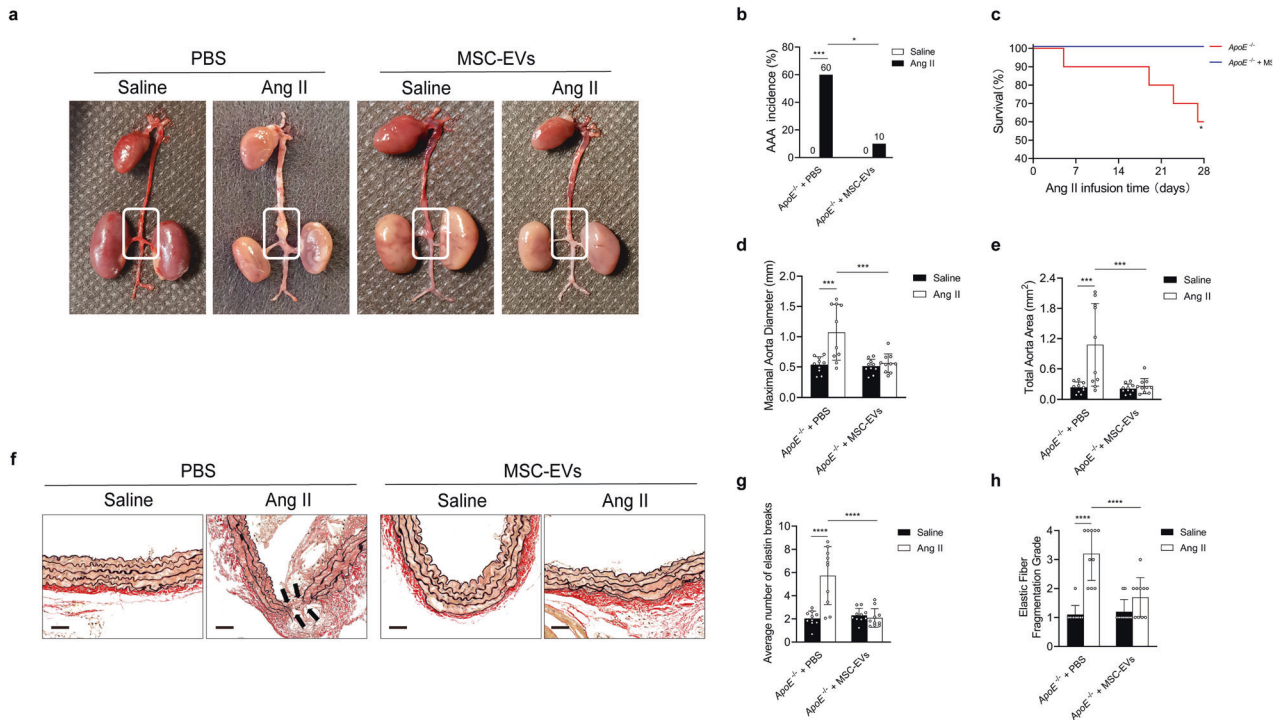 a
PBS
MSC-EVs
Saline
Ang II
Saline
Ang II
b
AAA incidence (%)
80
60
40
20
0
***
*
0
60
0
10
Saline
Ang II
ApoE-/- + PBS
ApoE-/- + MSC-EVs
c
Survival(%)
100
90
80
70
60
50
40
0
7
14
21
28
*
Ang II infusion time (days)
ApoE-/-
ApoE-/- + MS
d
Maximal Aorta Diameter (mm)
2.0
1.5
1.0
0.5
0.0
***
***
Saline
Ang II
ApoE-/- + PBS
ApoE-/- + MSC-EVs
e
Total Aorta Area (mm2)
2.4
1.8
1.2
0.6
0.0
***
***
Saline
Ang II
ApoE-/- + PBS
ApoE-/- + MSC-EVs
f
PBS
MSC-EVs
Saline
Ang II
Saline
Ang II
g
Average number of elastin breaks
10
8
6
4
2
0
****
****
Saline
Ang II
ApoE-/- + PBS
ApoE-/- + MSC-EVs
h
Elastic Fiber
Fragmentation Grade
4
3
2
1
0
****
****
Saline
Ang II
ApoE-/- + PBS
ApoE-/- + MSC-EVs